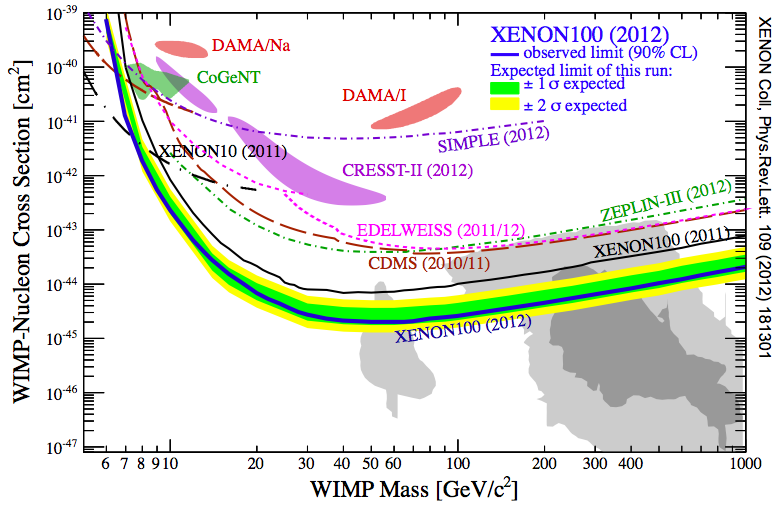 XENON100 (2012)
observed limit (90% CL)
Expected limit of this run:
± 1 σ expected
± 2 σ expected
DAMA/Na
CoGeNT
DAMA/I
SIMPLE (2012)
XENON10 (2011)
CRESST-II (2012)
ZEPLIN-III (2012)
EDELWEISS (2011/12)
XENON100 (2011)
CDMS (2010/11)
XENON100 (2012)
WIMP-Nucleon Cross Section [cm²]
10⁻³⁹
10⁻⁴⁰
10⁻⁴¹
10⁻⁴²
10⁻⁴³
10⁻⁴⁴
10⁻⁴⁵
10⁻⁴⁶
10⁻⁴⁷
6 7 8 9 10 20 30 40 50 60 100 200 300 400 1000
WIMP Mass [GeV/c²]
XENON Coll, Phys.Rev.Lett. 109 (2012) 181301